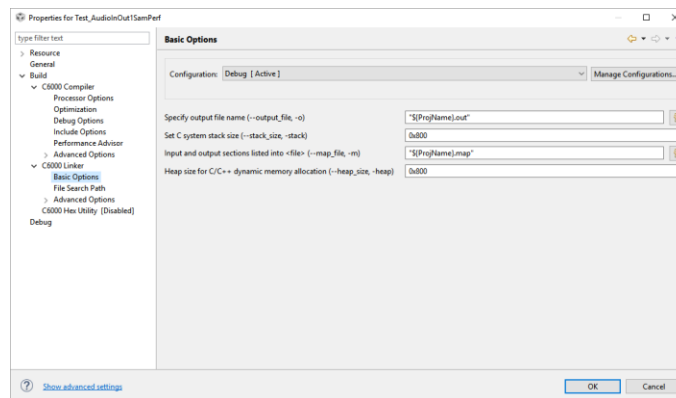 Properties for Test_AudioInOut1SamPerf
type filter text
Resource
General
Build
C6000 Compiler
Processor Options
Optimization
Debug Options
Include Options
Performance Advisor
Advanced Options
C6000 Linker
Basic Options
File Search Path
Advanced Options
C6000 Hex Utility [Disabled]
Debug
Basic Options
Configuration: Debug [ Active ] Manage Configurations...
Specify output file name (--output_file, -o) "${ProjName}.out"
Set C system stack size (--stack_size, -stack) 0x800
Input and output sections listed into <file> (--map_file, -m) "${ProjName}.map"
Heap size for C/C++ dynamic memory allocation (--heap_size, -heap) 0x800
Show advanced settings OK Cancel